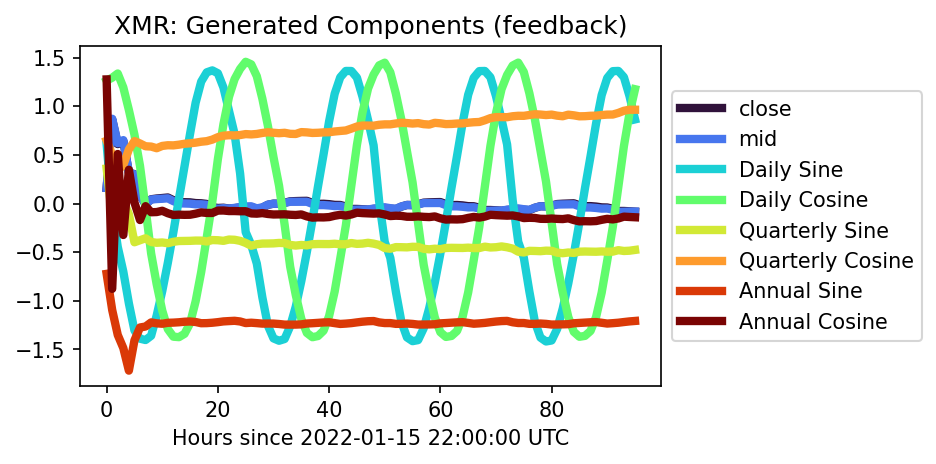 XMR: Generated Components (feedback)
1.5
1.0
0.5
0.0
−0.5
−1.0
−1.5
0
20
40
60
80
Hours since 2022-01-15 22:00:00 UTC
close
mid
Daily Sine
Daily Cosine
Quarterly Sine
Quarterly Cosine
Annual Sine
Annual Cosine